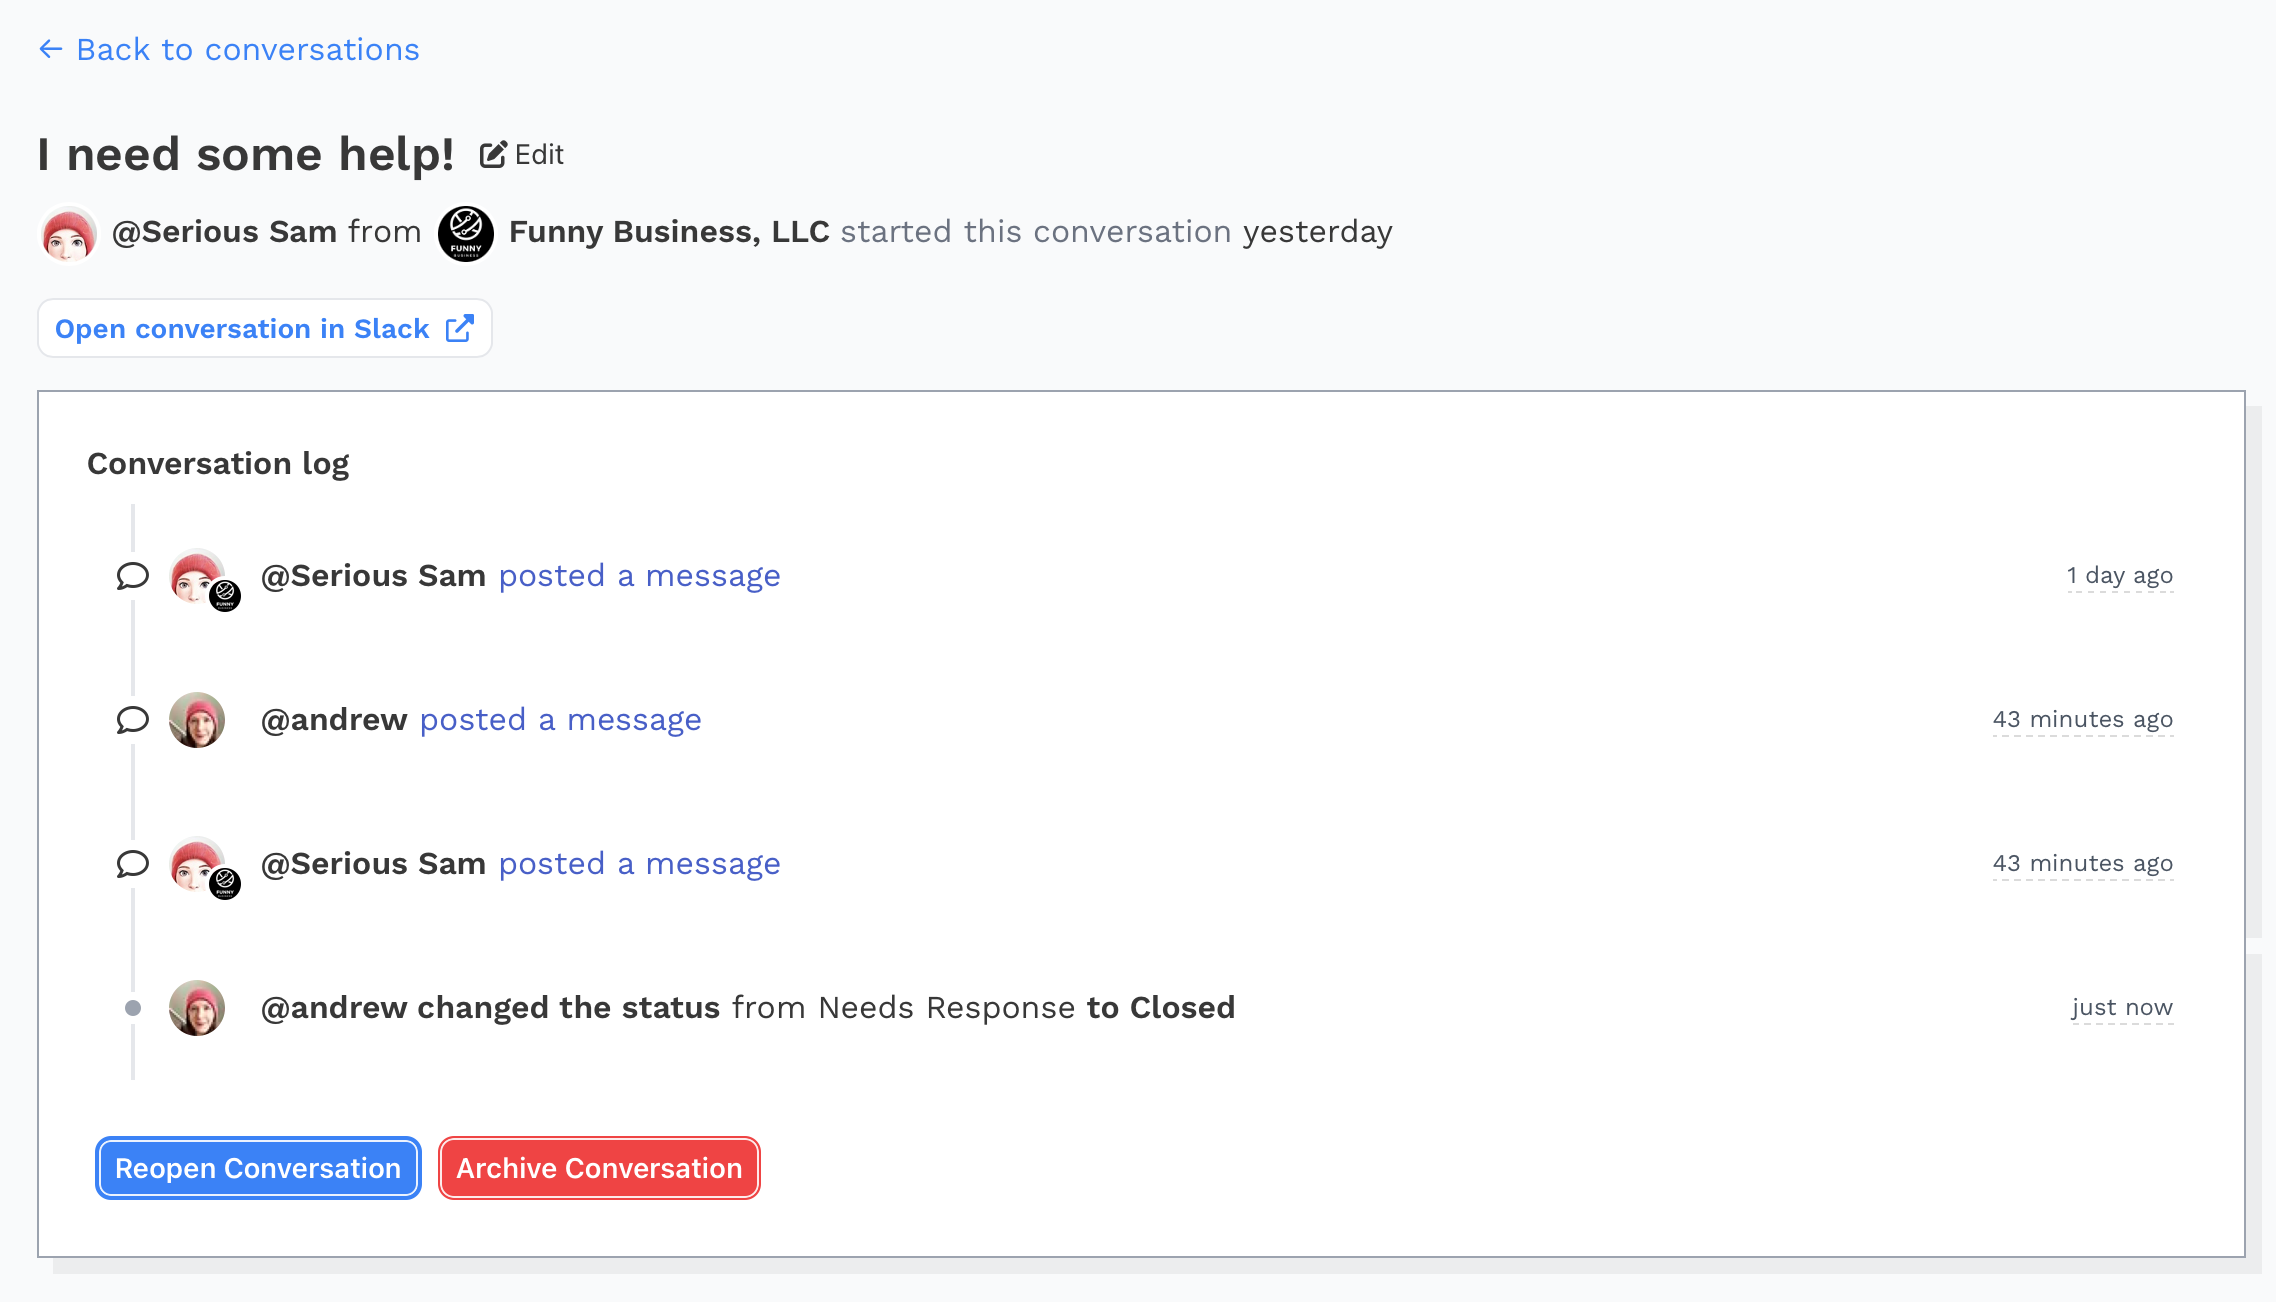 ← Back to conversations
I need some help! Edit
@Serious Sam from FUNNY BUSINESS Funny Business, LLC started this conversation yesterday
Open conversation in Slack
Conversation log
@Serious Sam posted a message 1 day ago
@andrew posted a message 43 minutes ago
@Serious Sam posted a message 43 minutes ago
@andrew changed the status from Needs Response to Closed just now
Reopen Conversation Archive Conversation